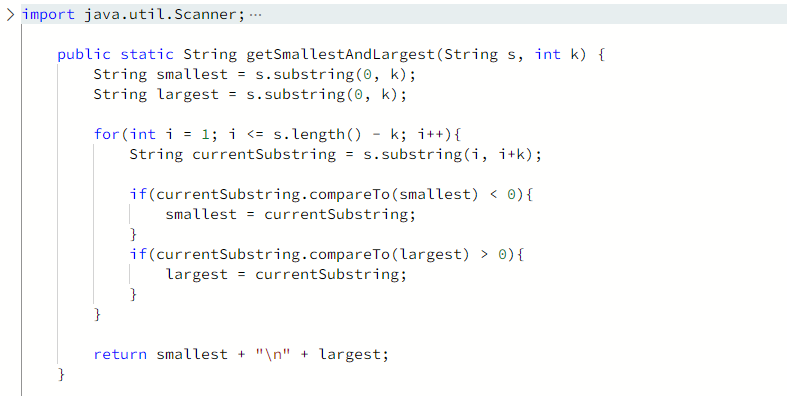 import java.util.Scanner;⋯
public static String getSmallestAndLargest(String s, int k) {
String smallest = s.substring(0, k);
String largest = s.substring(0, k);
for(int i = 1; i <= s.length() - k; i++){
String currentSubstring = s.substring(i, i+k);
if(currentSubstring.compareTo(smallest) < 0){
smallest = currentSubstring;
}
if(currentSubstring.compareTo(largest) > 0){
largest = currentSubstring;
}
}
return smallest + "\n" + largest;
}